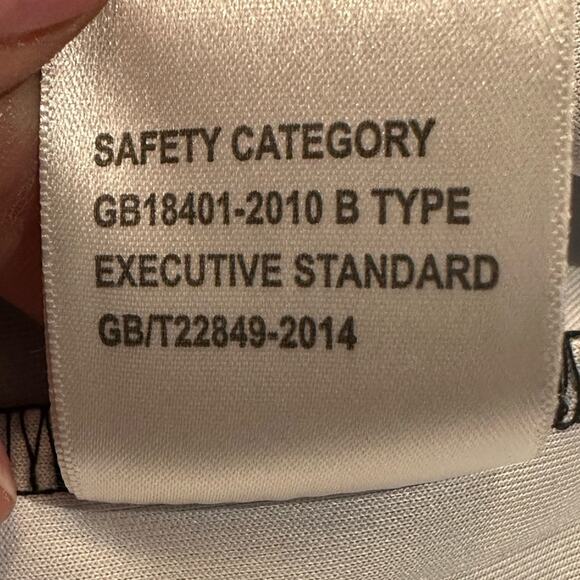 SAFETY CATEGORY
GB18401-2010 B TYPE
EXECUTIVE STANDARD
GB/T22849-2014